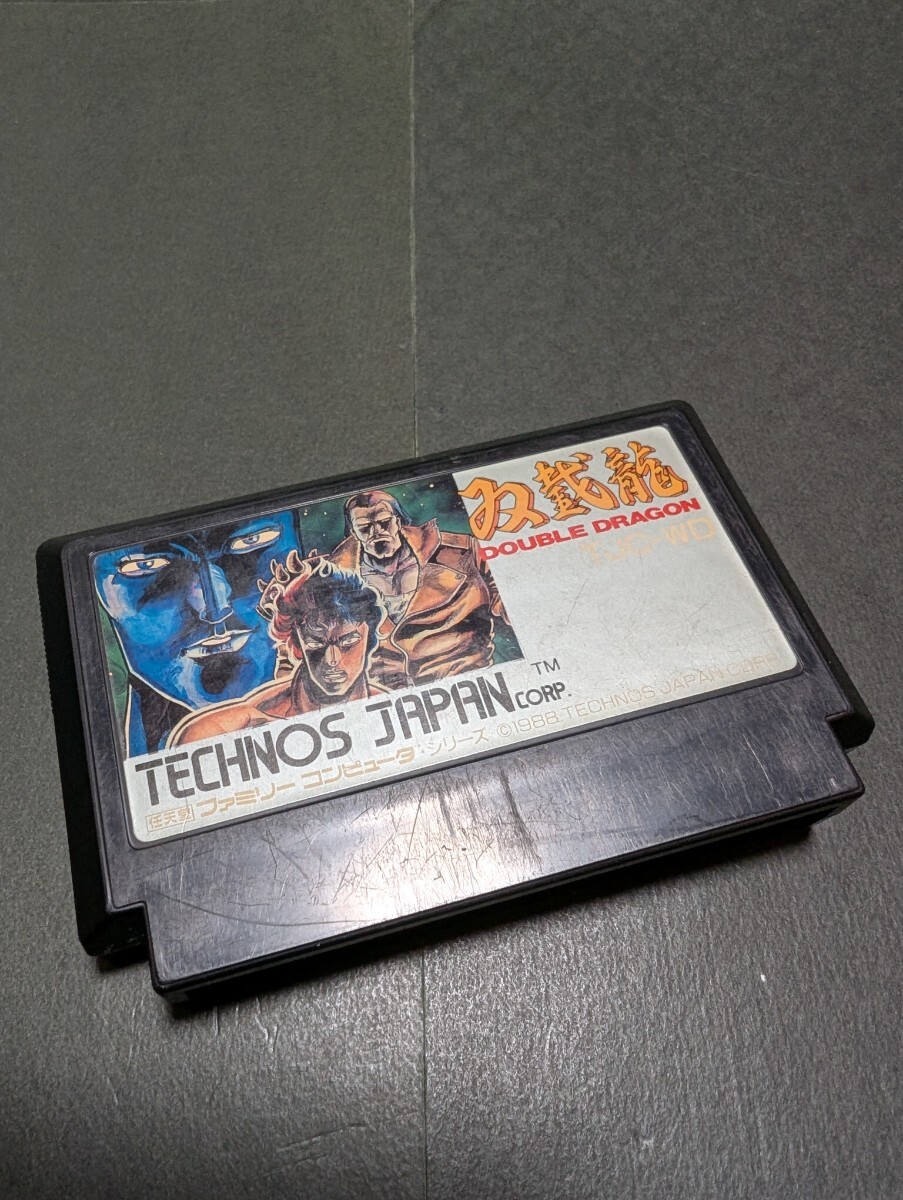 双截龍
DOUBLE DRAGON
TJC-WD
TECHNOS JAPAN CORP.™
任天堂 ファミリー コンピュータ・シリーズ ©1988 TECHNOS JAPAN CORP.